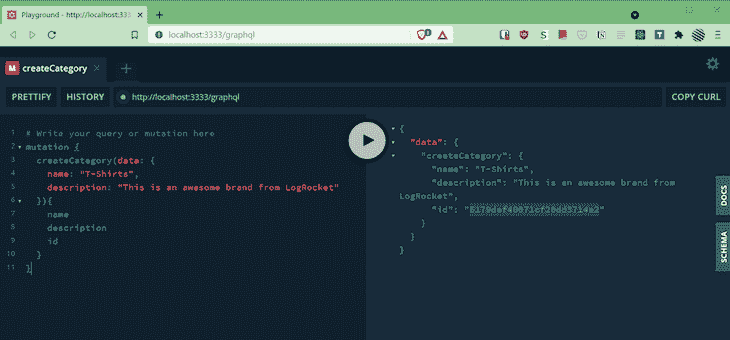 Playground - http://localhost:333
localhost:3333/graphql
createCategory
PRETTIFY
HISTORY
http://localhost:3333/graphql
COPY CURL
1 # Write your query or mutation here
2 mutation {
3 createCategory(data: {
4 name: "T-Shirts",
5 description: "This is an awesome brand from LogRocket"
6 }){
7 name
8 description
9 id
10 }
11 }
{
"data": {
"createCategory": {
"name": "T-Shirts",
"description": "This is an awesome brand from
LogRocket",
"id":
}
}
}
DOCS
SCHEMA